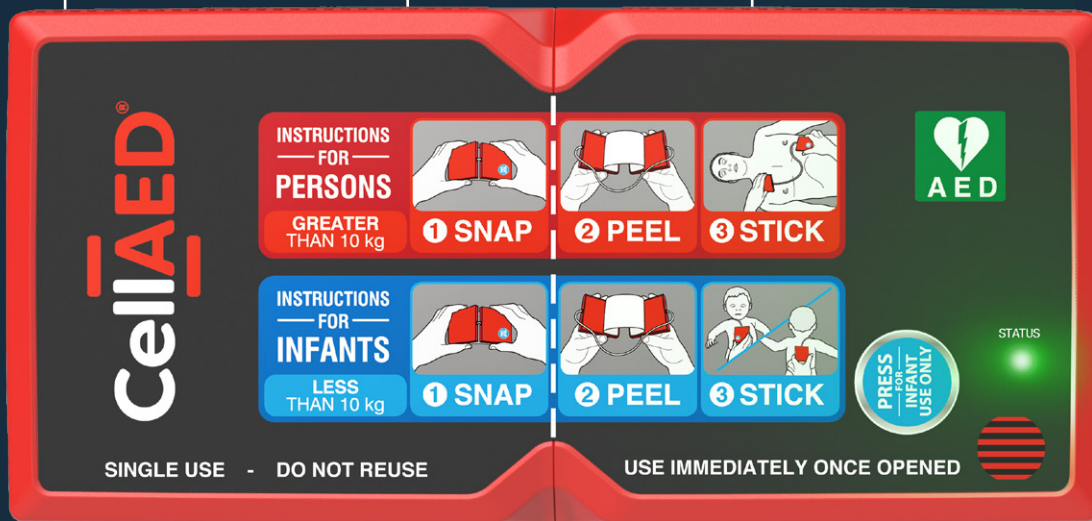 CellAED®
INSTRUCTIONS
FOR
PERSONS
GREATER
THAN 10 kg
1 SNAP
2 PEEL
3 STICK
INSTRUCTIONS
FOR
INFANTS
LESS
THAN 10 kg
1 SNAP
2 PEEL
3 STICK
AED
STATUS
PRESS
FOR
INFANT
USE ONLY
SINGLE USE - DO NOT REUSE
USE IMMEDIATELY ONCE OPENED